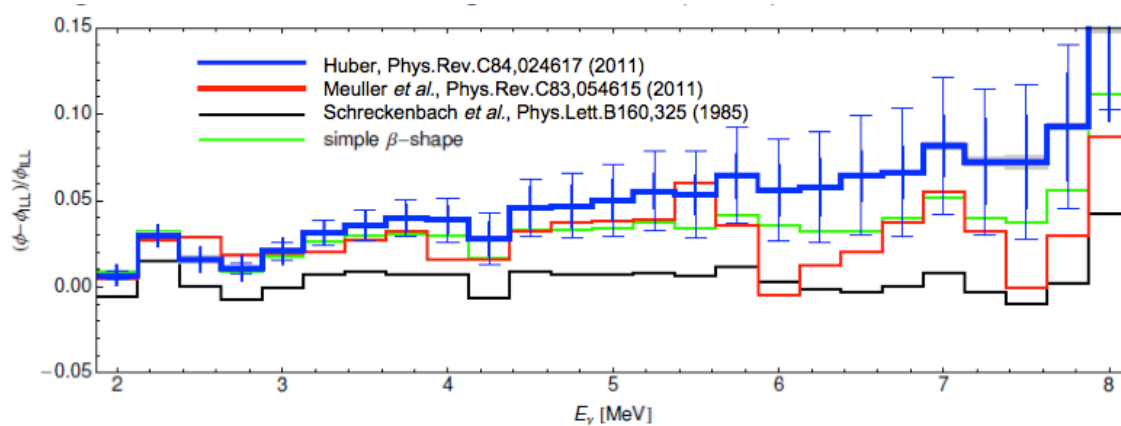 0.15
Huber, Phys.Rev.C84,024617 (2011)
Meuller et al., Phys.Rev.C83,054615 (2011)
Schreckenbach et al., Phys.Lett.B160,325 (1985)
simple β-shape
0.10
0.05
0.00
-0.05
(ϕ-ϕILL)/ϕILL
2 3 4 5 6 7 8
Eν [MeV]